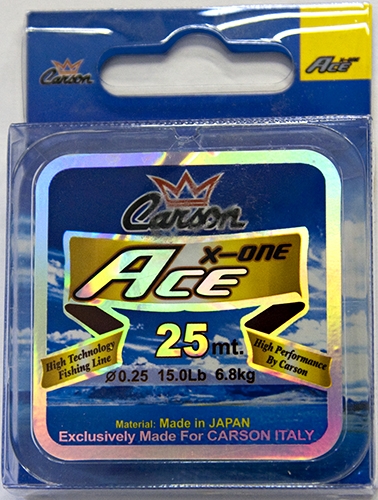 Carson
ACE
Carson
X-ONE
ACE
25 mt.
High Technology
Fishing Line
High Performance
By Carson
Ø 0.25 15.0Lb 6.8kg
Material: Made in JAPAN
Exclusively Made For CARSON ITALY